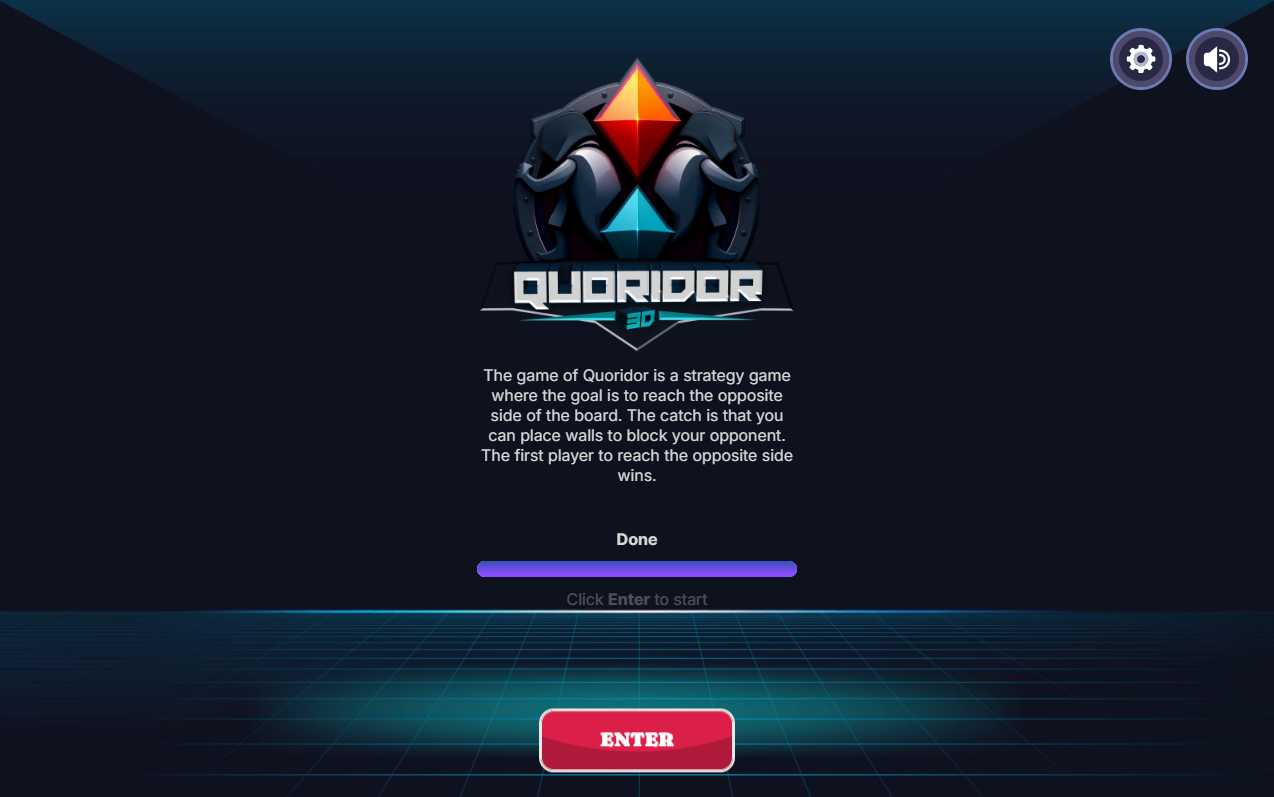 QUORIDOR
3D
The game of Quoridor is a strategy game
where the goal is to reach the opposite
side of the board. The catch is that you
can place walls to block your opponent.
The first player to reach the opposite side
wins.
Done
Click Enter to start
ENTER